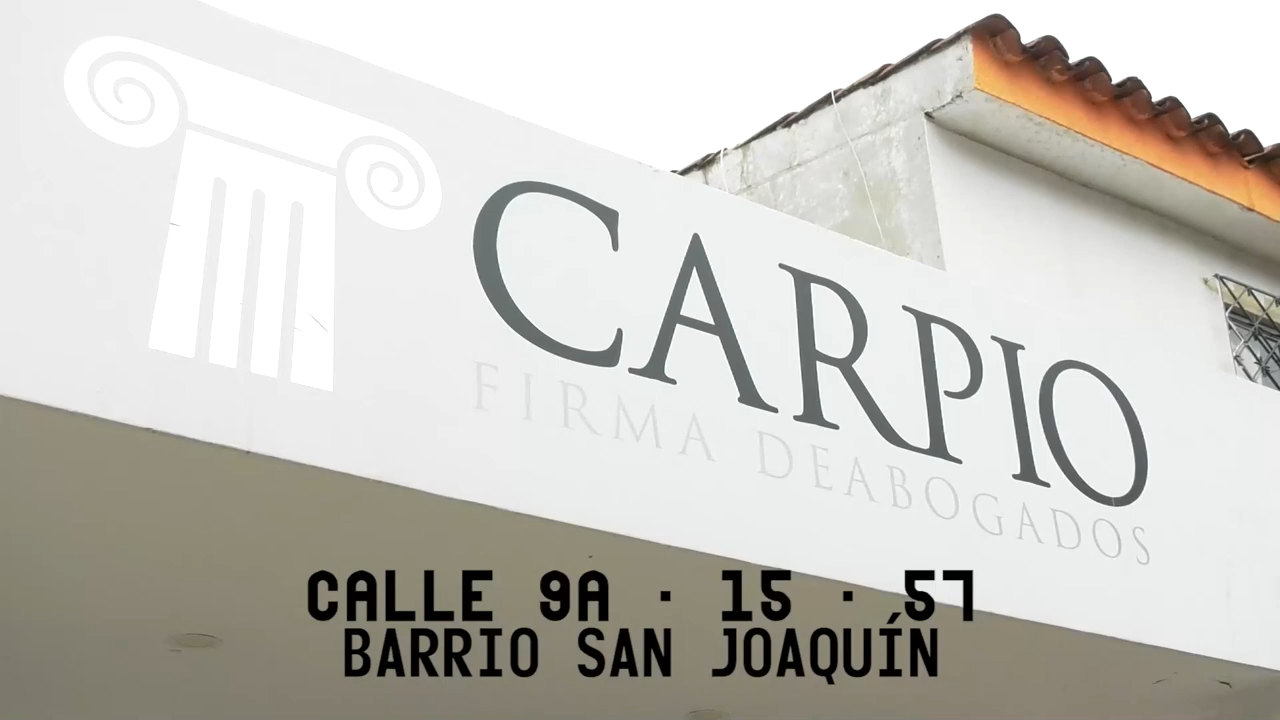 CARPIO
FIRMA DEABOGADOS
CALLE 9A · 15 · 57
BARRIO SAN JOAQUÍN